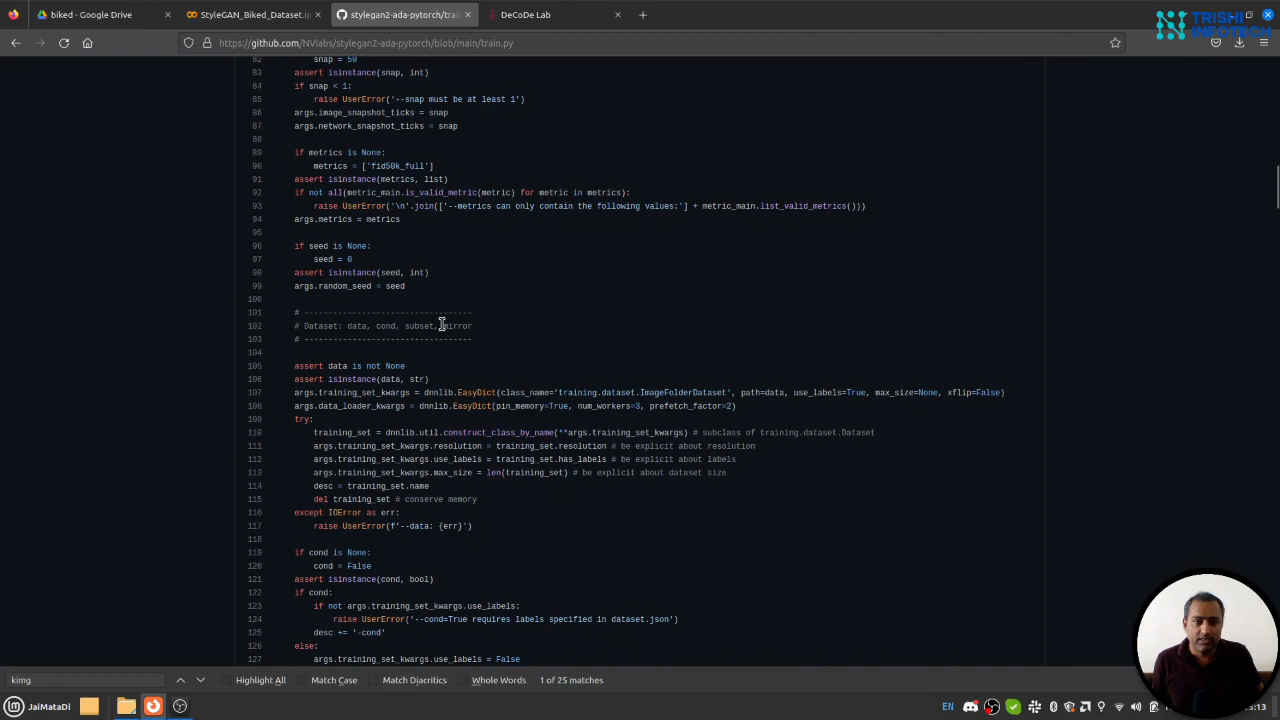 biked - Google Drive
StyleGAN_Biked_Dataset.ip
stylegan2-ada-pytorch/trai
DeCoDe Lab
TRISHI
INFOTECH
https://github.com/NVlabs/stylegan2-ada-pytorch/blob/main/train.py
82 snap = 50
83 assert isinstance(snap, int)
84 if snap < 1:
85 raise UserError('--snap must be at least 1')
86 args.image_snapshot_ticks = snap
87 args.network_snapshot_ticks = snap
88
89 if metrics is None:
90 metrics = ['fid50k_full']
91 assert isinstance(metrics, list)
92 if not all(metric_main.is_valid_metric(metric) for metric in metrics):
93 raise UserError('\n'.join(['--metrics can only contain the following values:'] + metric_main.list_valid_metrics()))
94 args.metrics = metrics
95
96 if seed is None:
97 seed = 0
98 assert isinstance(seed, int)
99 args.random_seed = seed
100
101 # -----------------------------------
102 # Dataset: data, cond, subset, mirror
103 # -----------------------------------
104
105 assert data is not None
106 assert isinstance(data, str)
107 args.training_set_kwargs = dnnlib.EasyDict(class_name='training.dataset.ImageFolderDataset', path=data, use_labels=True, max_size=None, xflip=False)
108 args.data_loader_kwargs = dnnlib.EasyDict(pin_memory=True, num_workers=3, prefetch_factor=2)
109 try:
110 training_set = dnnlib.util.construct_class_by_name(**args.training_set_kwargs) # subclass of training.dataset.Dataset
111 args.training_set_kwargs.resolution = training_set.resolution # be explicit about resolution
112 args.training_set_kwargs.use_labels = training_set.has_labels # be explicit about labels
113 args.training_set_kwargs.max_size = len(training_set) # be explicit about dataset size
114 desc = training_set.name
115 del training_set # conserve memory
116 except IOError as err:
117 raise UserError(f'--data: {err}')
118
119 if cond is None:
120 cond = False
121 assert isinstance(cond, bool)
122 if cond:
123 if not args.training_set_kwargs.use_labels:
124 raise UserError('--cond=True requires labels specified in dataset.json')
125 desc += '-cond'
126 else:
127 args.training_set_kwargs.use_labels = False
kimg
Highlight All
Match Case
Match Diacritics
Whole Words
1 of 25 matches
JaiMataDi
EN